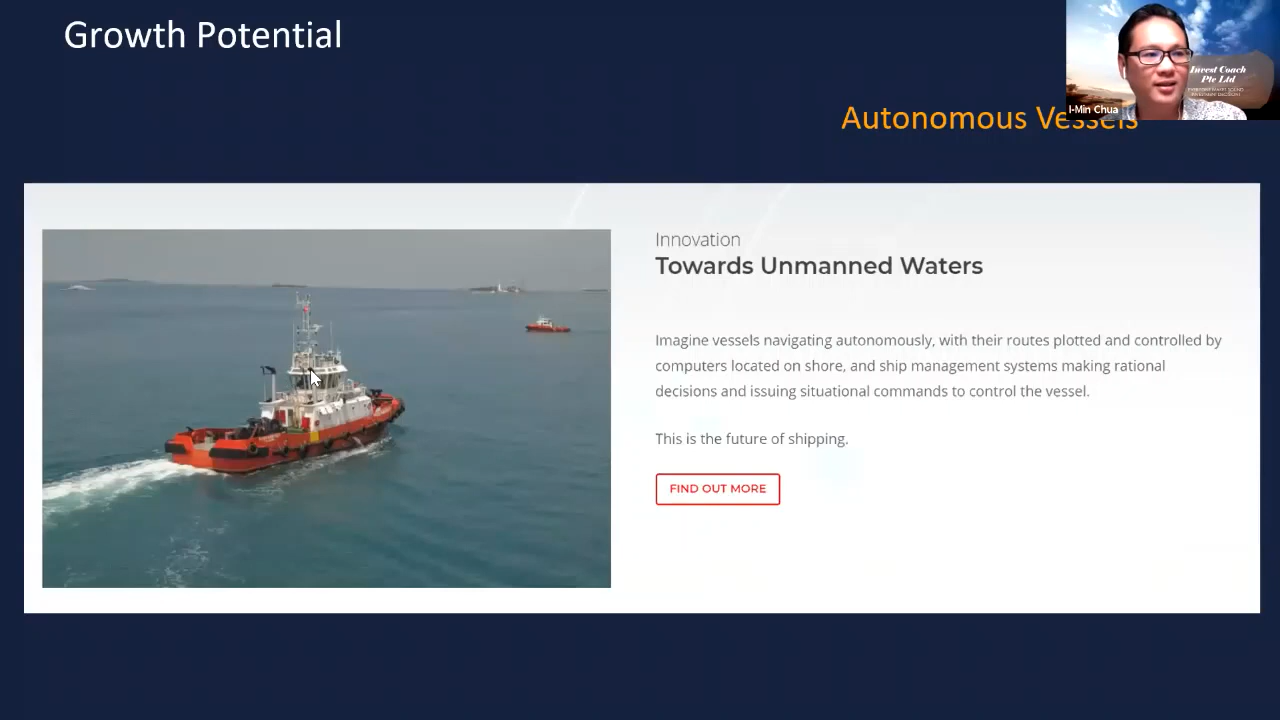 Growth Potential
Invest Coach
Pte Ltd
I-Min Chua
Autonomous Vessels
Innovation
Towards Unmanned Waters
Imagine vessels navigating autonomously, with their routes plotted and controlled by
computers located on shore, and ship management systems making rational
decisions and issuing situational commands to control the vessel.
This is the future of shipping.
FIND OUT MORE